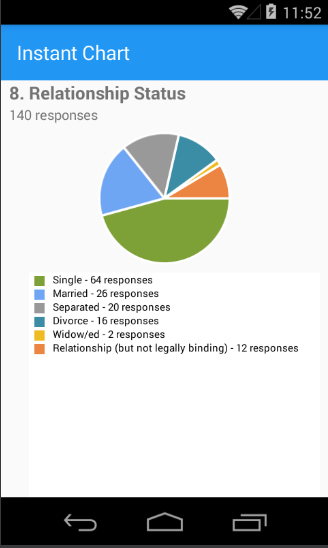 11:52
Instant Chart
8. Relationship Status
140 responses
Single - 64 responses
Married - 26 responses
Separated - 20 responses
Divorce - 16 responses
Widow/ed - 2 responses
Relationship (but not legally binding) - 12 responses